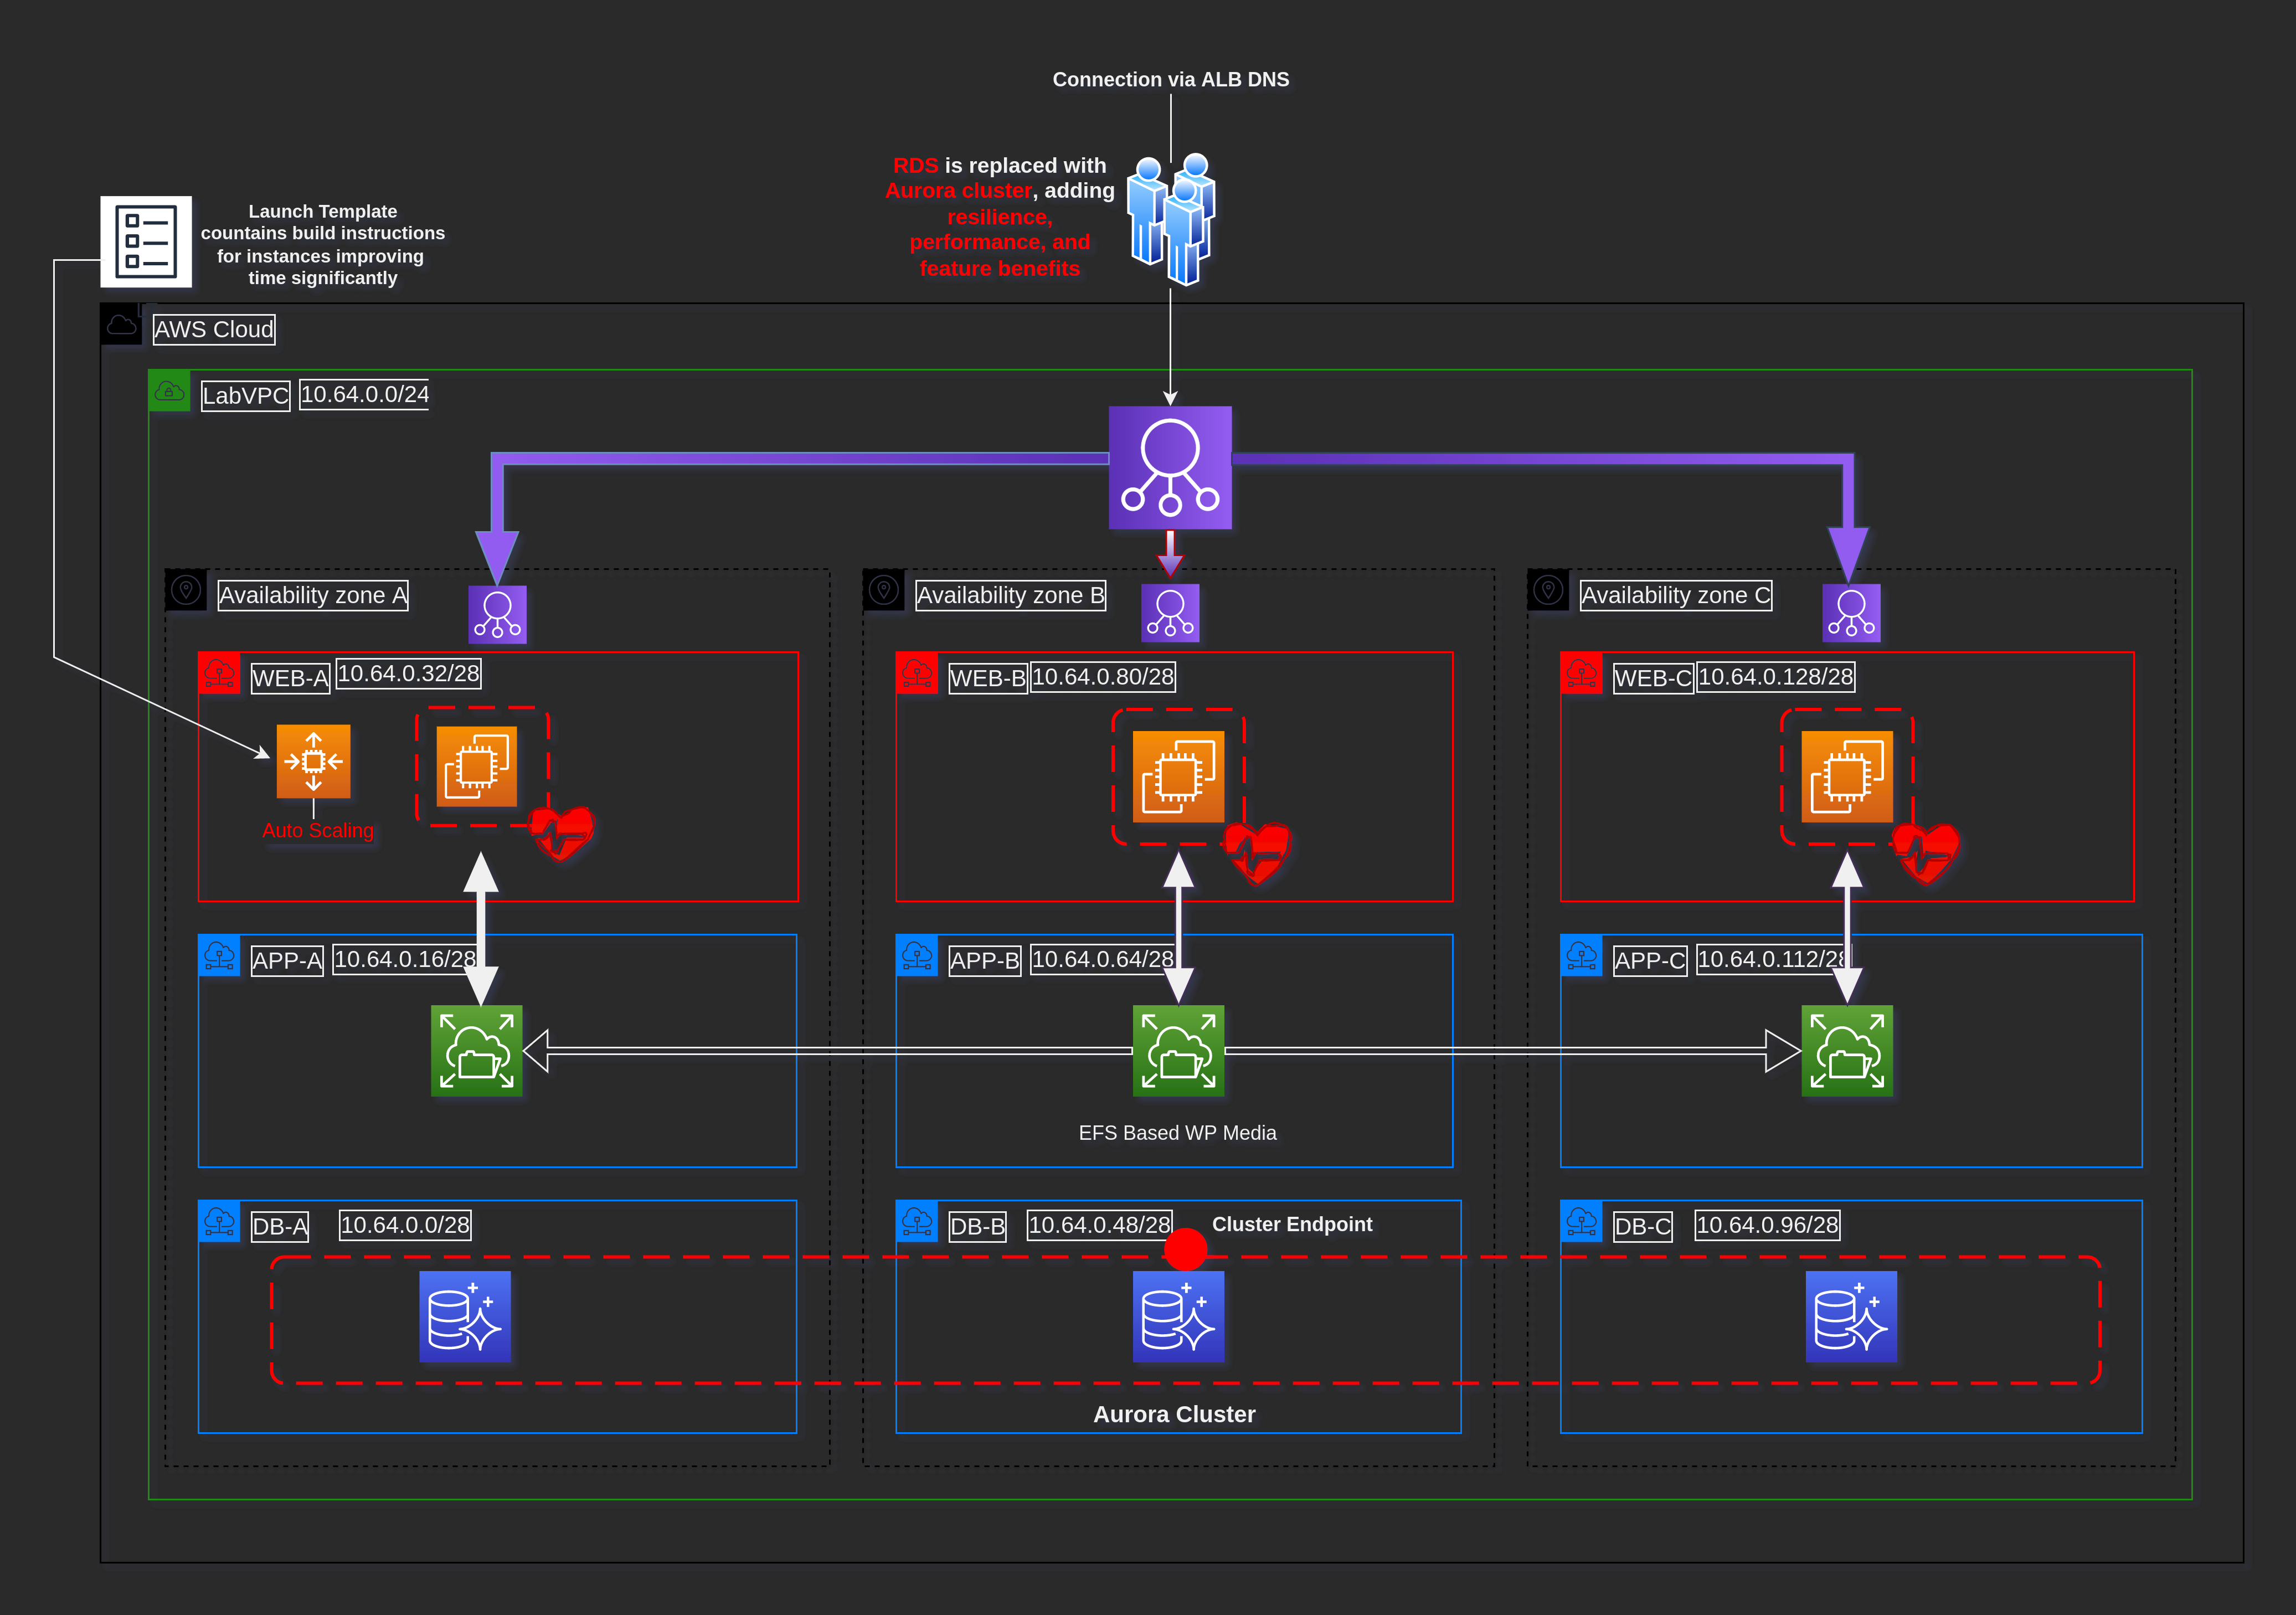 Connection via ALB DNS
RDS is replaced with
Aurora cluster, adding
resilience,
performance, and
feature benefits
Launch Template
countains build instructions
for instances improving
time significantly
AWS Cloud
LabVPC
10.64.0.0/24
Availability zone A
Availability zone B
Availability zone C
WEB-A
10.64.0.32/28
WEB-B
10.64.0.80/28
WEB-C
10.64.0.128/28
Auto Scaling
APP-A
10.64.0.16/28
APP-B
10.64.0.64/28
APP-C
10.64.0.112/28
EFS Based WP Media
DB-A
10.64.0.0/28
DB-B
10.64.0.48/28
Cluster Endpoint
DB-C
10.64.0.96/28
Aurora Cluster